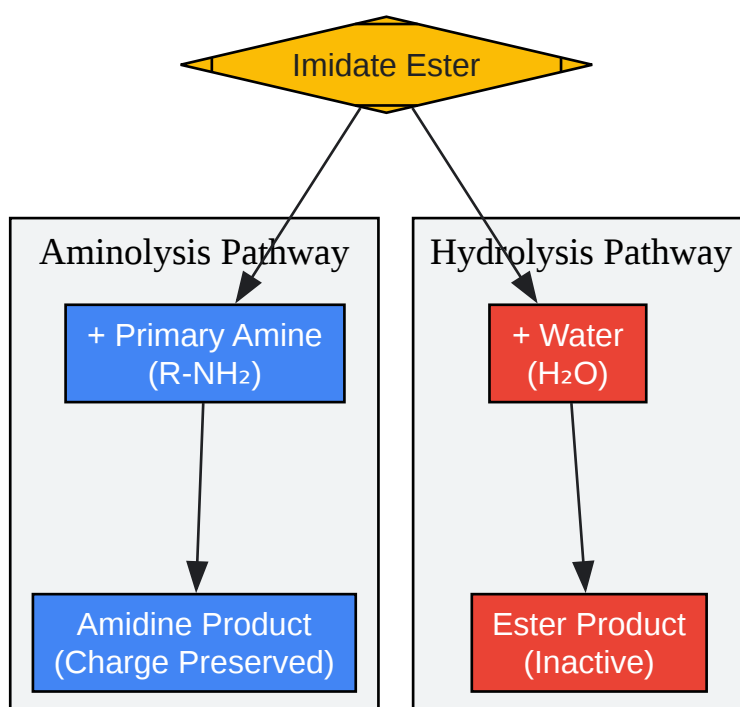 Imidate Ester
Aminolysis Pathway
+ Primary Amine
(R-NH₂)
Amidine Product
(Charge Preserved)
Hydrolysis Pathway
+ Water
(H₂O)
Ester Product
(Inactive)